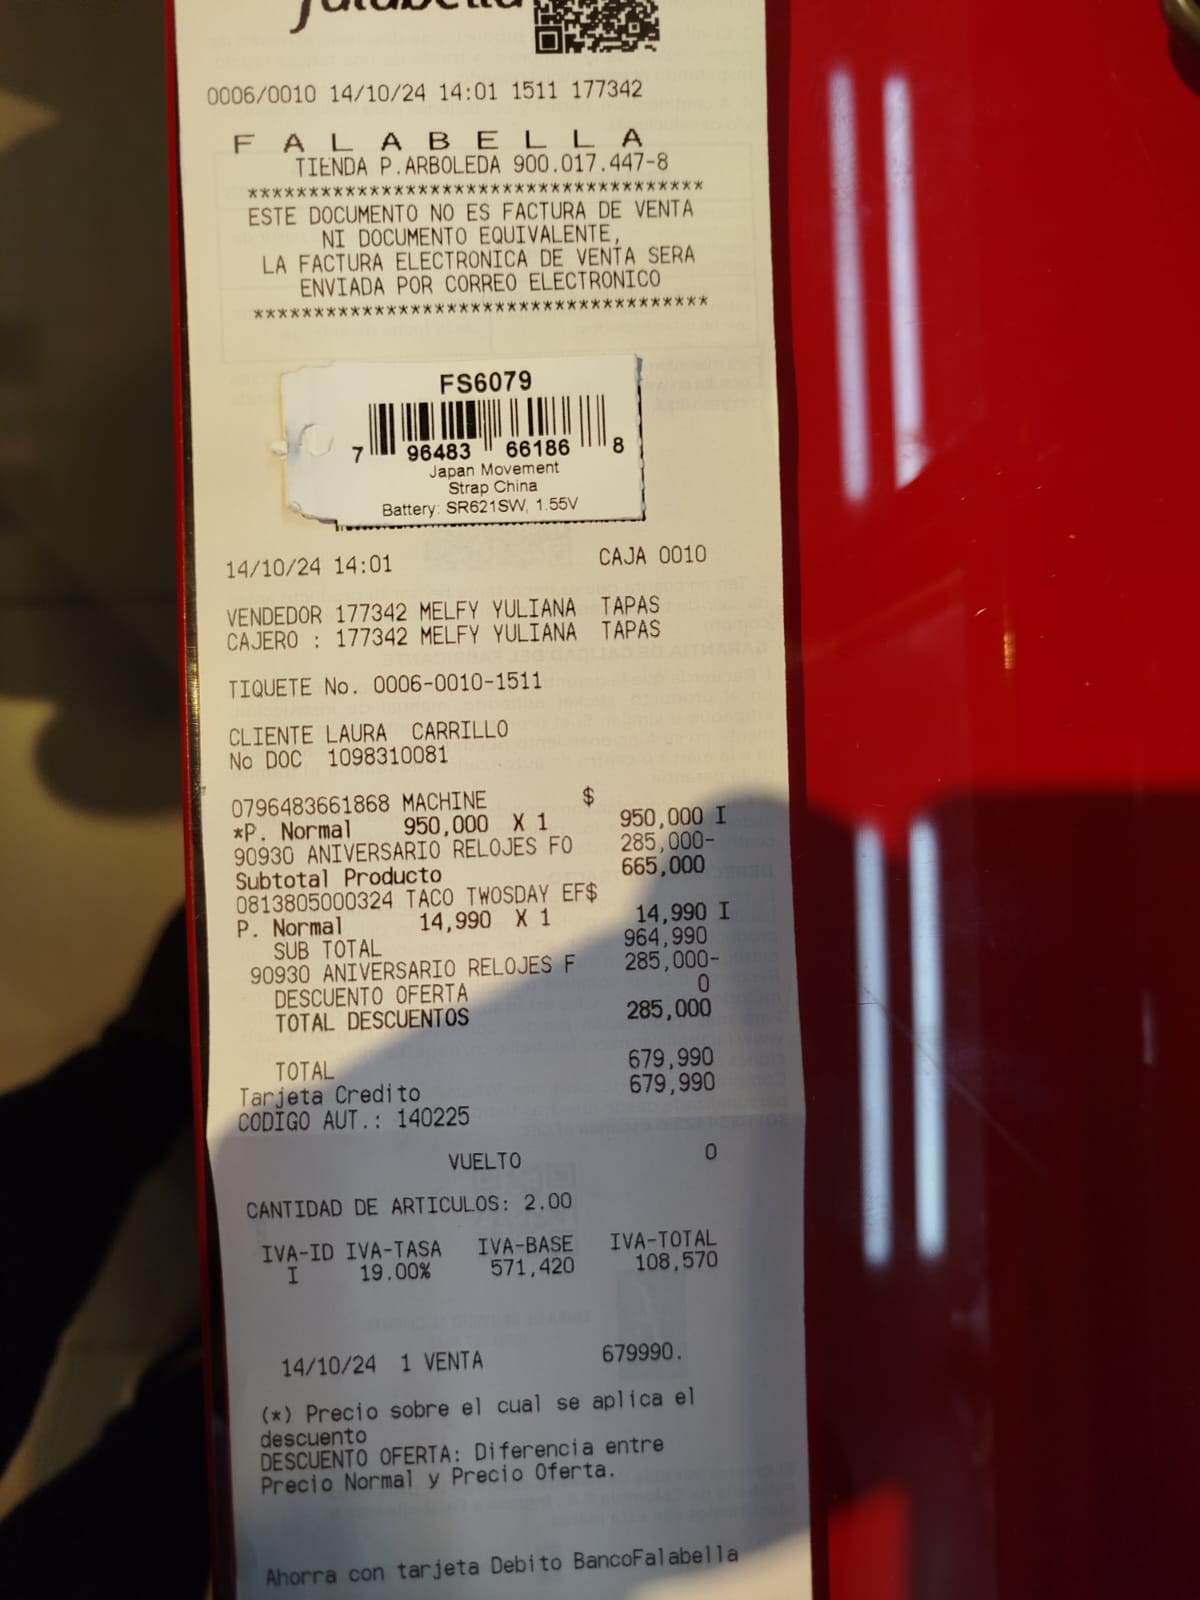 falabella
0006/0010 14/10/24 14:01 1511 177342
F A L A B E L L A
TIENDA P.ARBOLEDA 900.017.447-8
***************************************
ESTE DOCUMENTO NO ES FACTURA DE VENTA
NI DOCUMENTO EQUIVALENTE,
LA FACTURA ELECTRONICA DE VENTA SERA
ENVIADA POR CORREO ELECTRONICO
***************************************
FS6079
7 96483 66186 8
Japan Movement
Strap China
Battery: SR621SW, 1.55V
14/10/24 14:01 CAJA 0010
VENDEDOR 177342 MELFY YULIANA TAPAS
CAJERO : 177342 MELFY YULIANA TAPAS
TIQUETE No. 0006-0010-1511
CLIENTE LAURA CARRILLO
No DOC 1098310081
0796483661868 MACHINE $
*P. Normal 950,000 X 1 950,000 I
90930 ANIVERSARIO RELOJES FO 285,000-
Subtotal Producto 665,000
0813805000324 TACO TWOSDAY EF$
P. Normal 14,990 X 1 14,990 I
SUB TOTAL 964,990
90930 ANIVERSARIO RELOJES F 285,000-
DESCUENTO OFERTA 0
TOTAL DESCUENTOS 285,000
TOTAL 679,990
Tarjeta Credito 679,990
CODIGO AUT.: 140225
VUELTO 0
CANTIDAD DE ARTICULOS: 2.00
IVA-ID IVA-TASA IVA-BASE IVA-TOTAL
I 19.00% 571,420 108,570
14/10/24 1 VENTA 679990.
(*) Precio sobre el cual se aplica el
descuento
DESCUENTO OFERTA: Diferencia entre
Precio Normal y Precio Oferta.
Ahorra con tarjeta Debito BancoFalabella